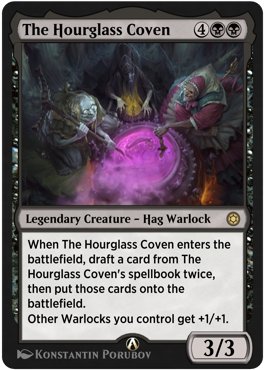 The Hourglass Coven 4
Legendary Creature – Hag Warlock
When The Hourglass Coven enters the
battlefield, draft a card from The
Hourglass Coven's spellbook twice,
then put those cards onto the
battlefield.
Other Warlocks you control get +1/+1.
Konstantin Porubov
3/3